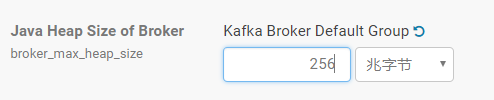 Java Heap Size of Broker
broker_max_heap_size
Kafka Broker Default Group
256
兆字节